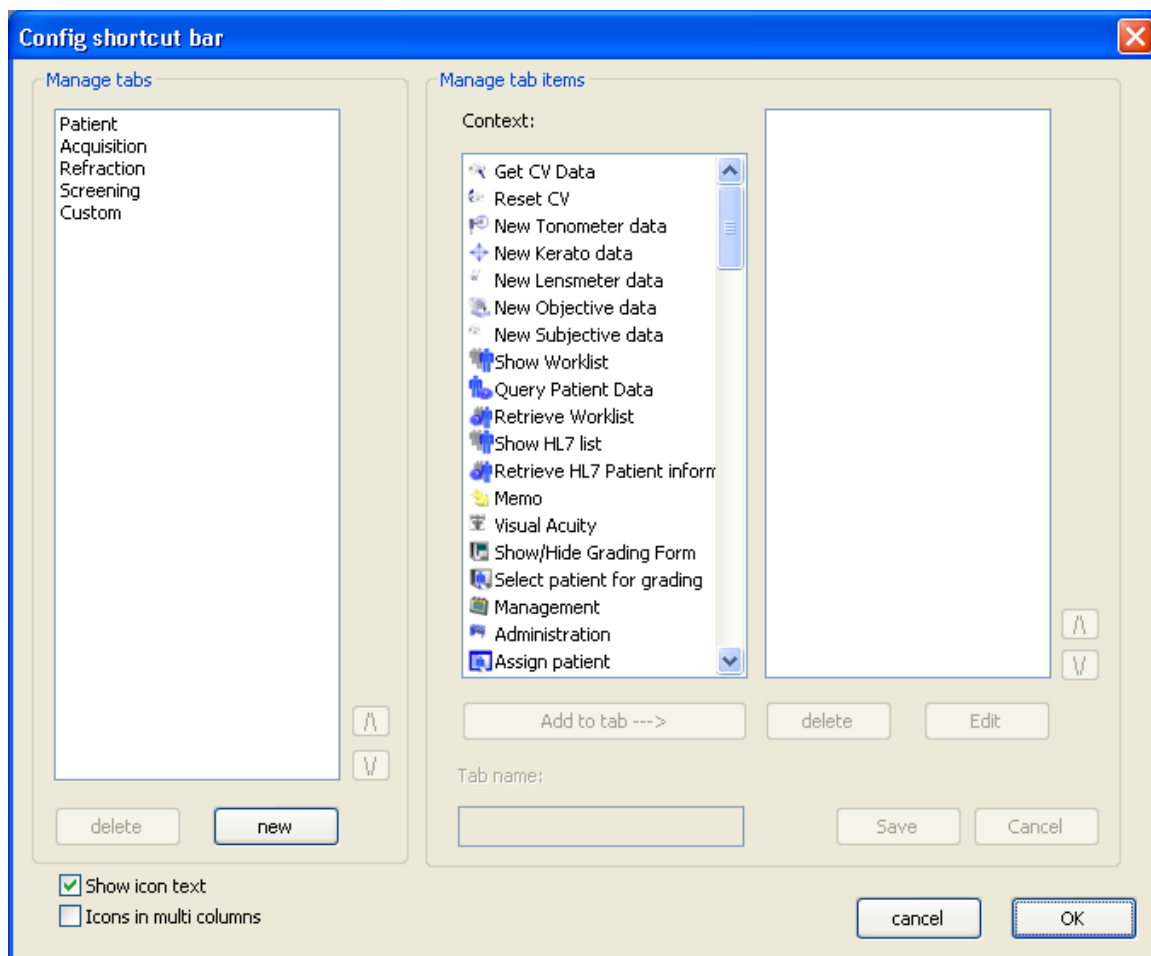 Config shortcut bar
Manage tabs
Patient
Acquisition
Refraction
Screening
Custom
/\
\/
delete
new
Manage tab items
Context:
Get CV Data
Reset CV
New Tonometer data
New Kerato data
New Lensmeter data
New Objective data
New Subjective data
Show Worklist
Query Patient Data
Retrieve Worklist
Show HL7 list
Retrieve HL7 Patient inform
Memo
Visual Acuity
Show/Hide Grading Form
Select patient for grading
Management
Administration
Assign patient
/\
\/
Add to tab --->
delete
Edit
Tab name:
Save
Cancel
Show icon text
Icons in multi columns
cancel
OK